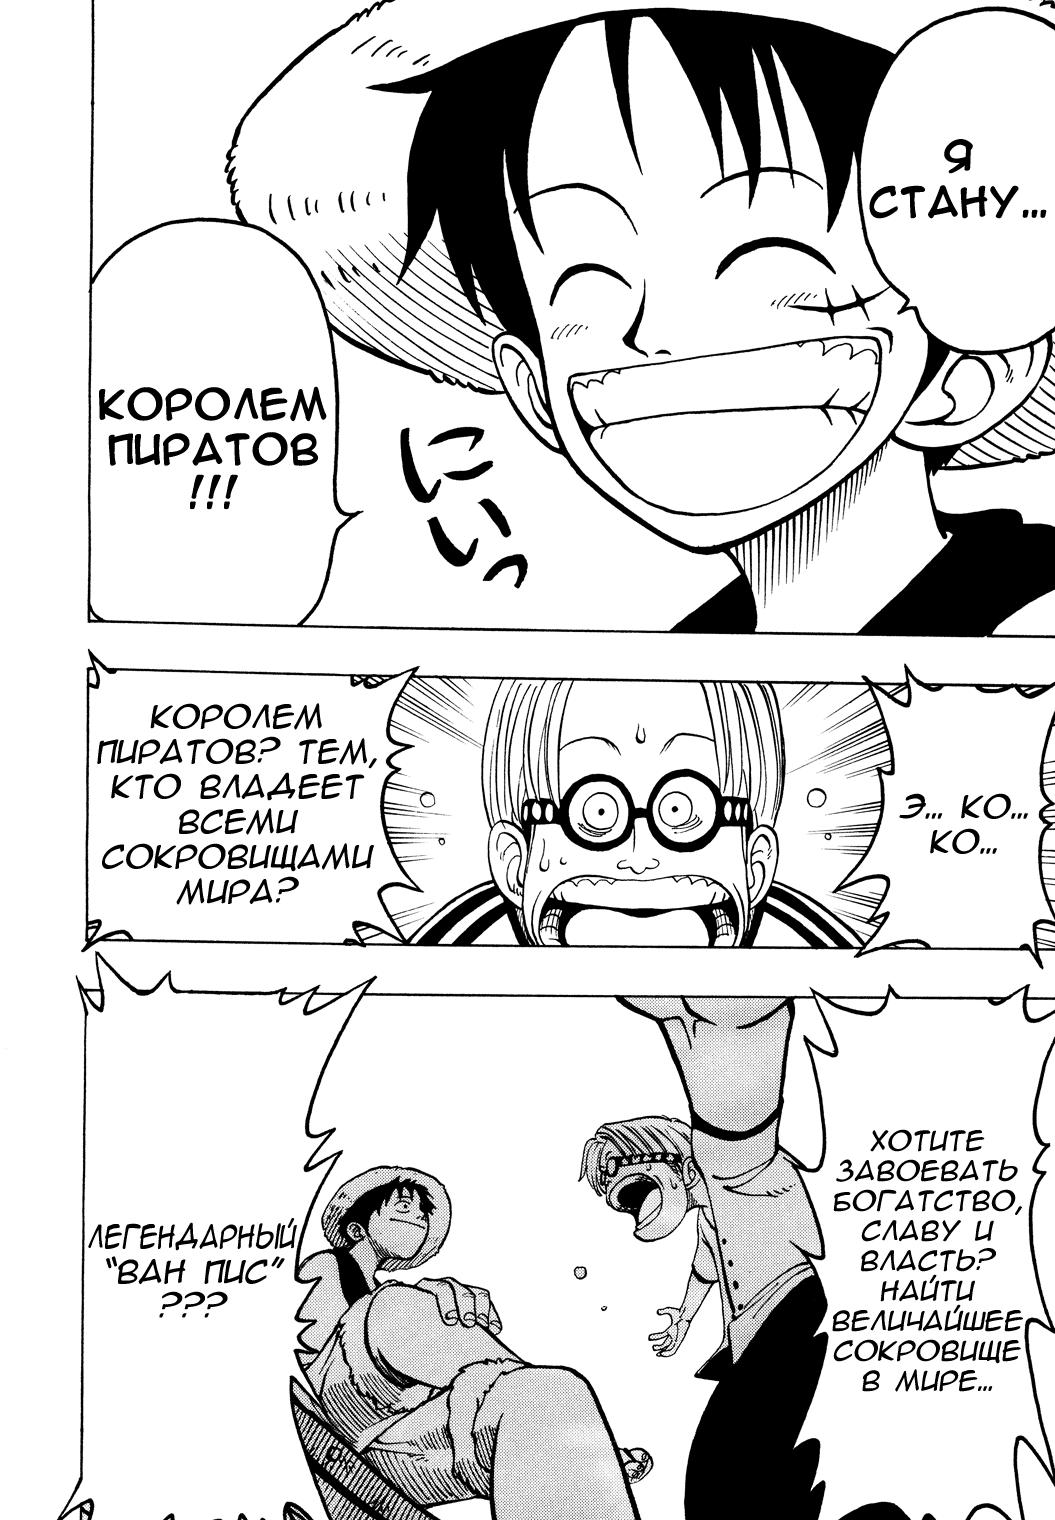 Я
СТАНУ...
КОРОЛЕМ
ПИРАТОВ
!!!
にいっ
Э... КО...
КО...
КОРОЛЕМ
ПИРАТОВ? ТЕМ,
КТО ВЛАДЕЕТ
ВСЕМИ
СОКРОВИЩАМИ
МИРА?
ХОТИТЕ
ЗАВОЕВАТЬ
БОГАТСТВО,
СЛАВУ И
ВЛАСТЬ?
НАЙТИ
ВЕЛИЧАЙШЕЕ
СОКРОВИЩЕ
В МИРЕ...
ЛЕГЕНДАРНЫЙ
"ВАН ПИС"
???